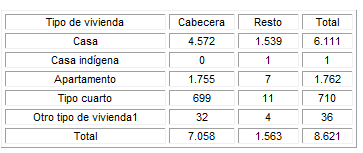 Tipo de vivienda Cabecera Resto Total
Casa 4.572 1.539 6.111
Casa indígena 0 1 1
Apartamento 1.755 7 1.762
Tipo cuarto 699 11 710
Otro tipo de vivienda1 32 4 36
Total 7.058 1.563 8.621